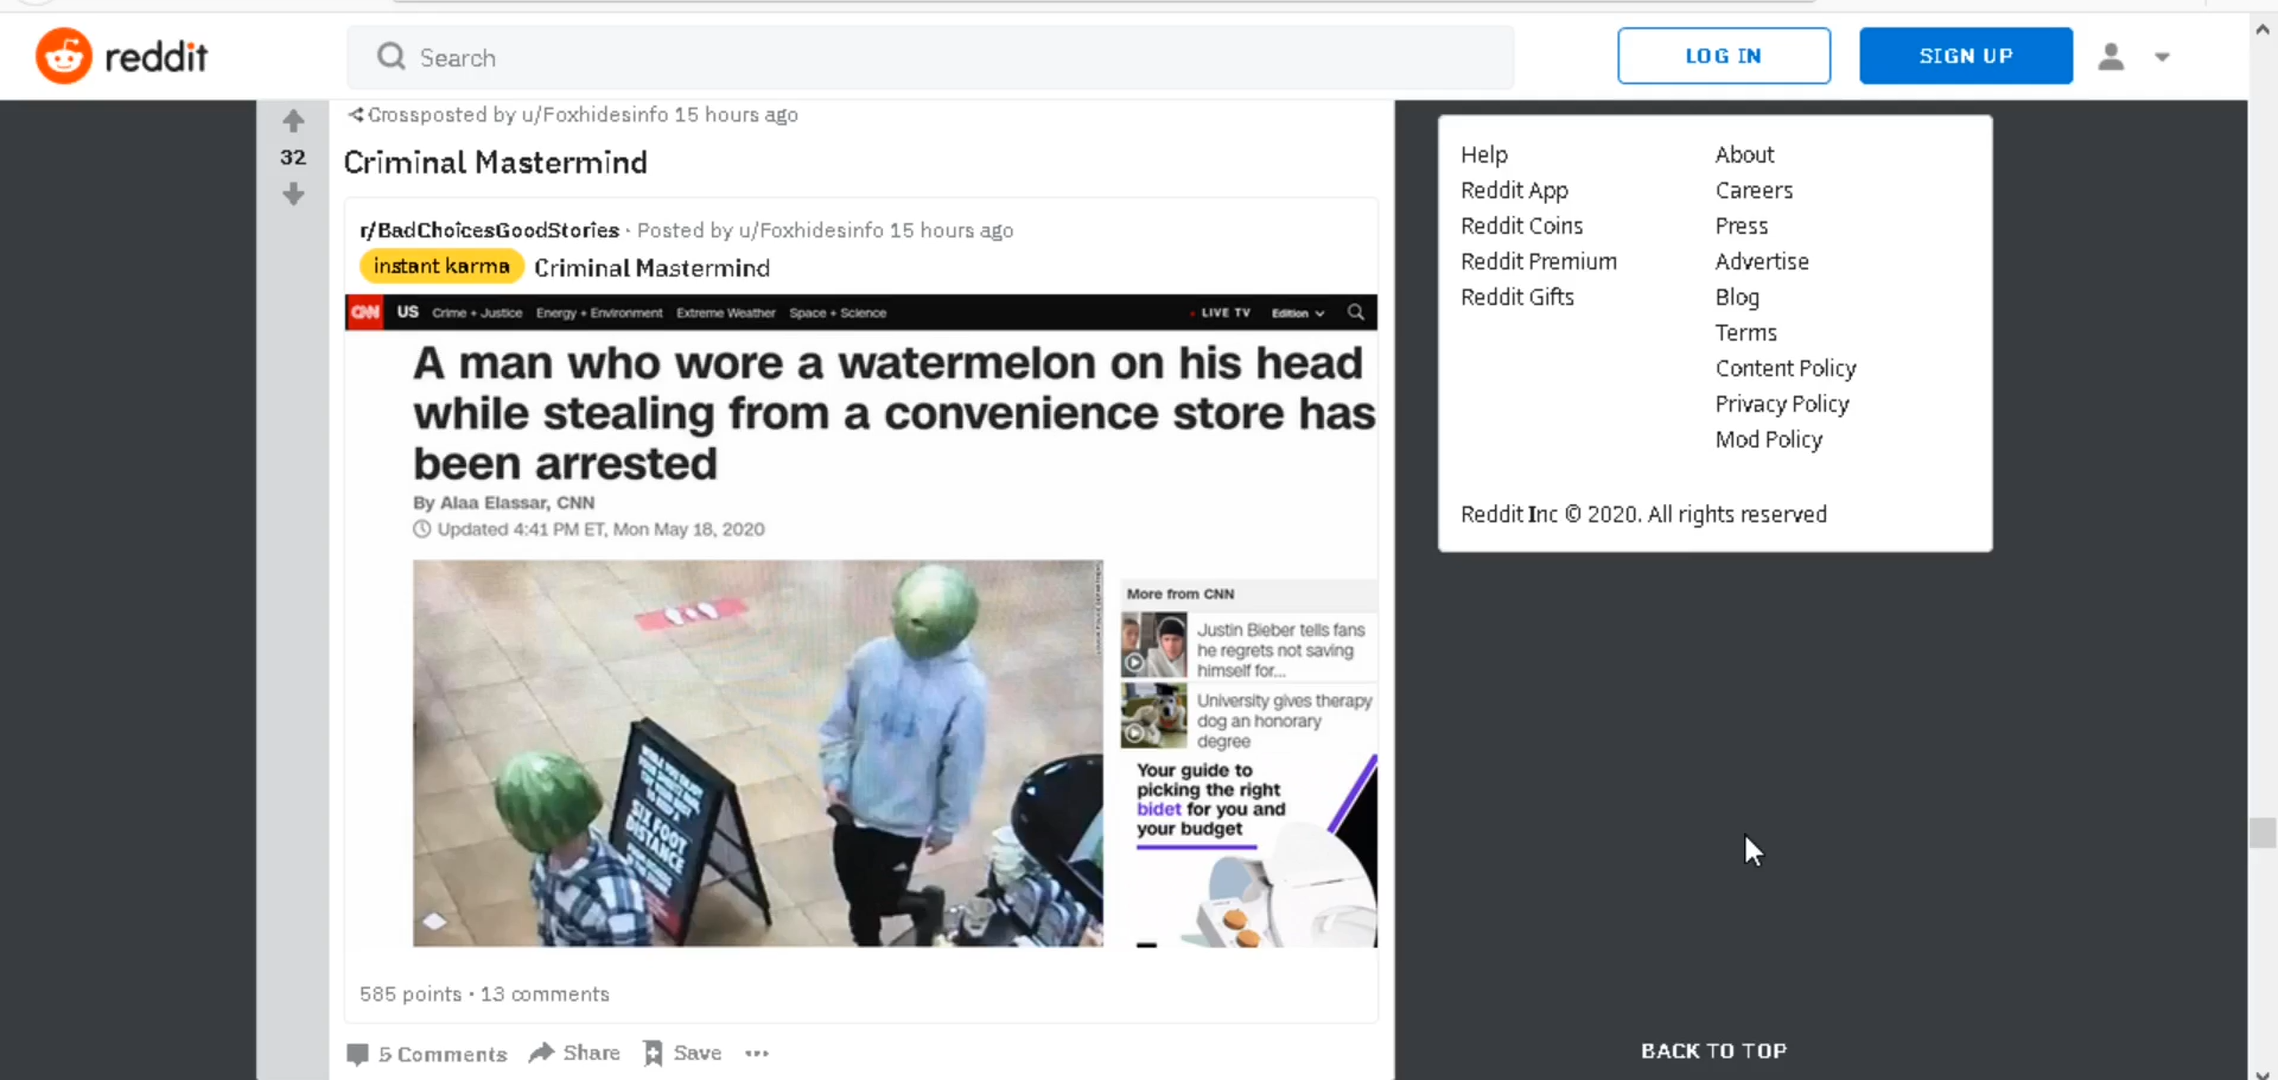 reddit
Search
LOG IN
SIGN UP
Crossposted by u/Foxhidesinfo 15 hours ago
32
Criminal Mastermind
r/BadChoicesGoodStories · Posted by u/Foxhidesinfo 15 hours ago
instant karma Criminal Mastermind
CNN US Crime + Justice Energy + Environment Extreme Weather Space + Science LIVE TV Edition
A man who wore a watermelon on his head
while stealing from a convenience store has
been arrested
By Alaa Elassar, CNN
Updated 4:41 PM ET, Mon May 18, 2020
SIX FOOT
DISTANCE
More from CNN
Justin Bieber tells fans
he regrets not saving
himself for...
University gives therapy
dog an honorary
degree
Your guide to
picking the right
bidet for you and
your budget
585 points · 13 comments
5 Comments Share Save ...
Help
Reddit App
Reddit Coins
Reddit Premium
Reddit Gifts
About
Careers
Press
Advertise
Blog
Terms
Content Policy
Privacy Policy
Mod Policy
Reddit Inc © 2020. All rights reserved
BACK TO TOP